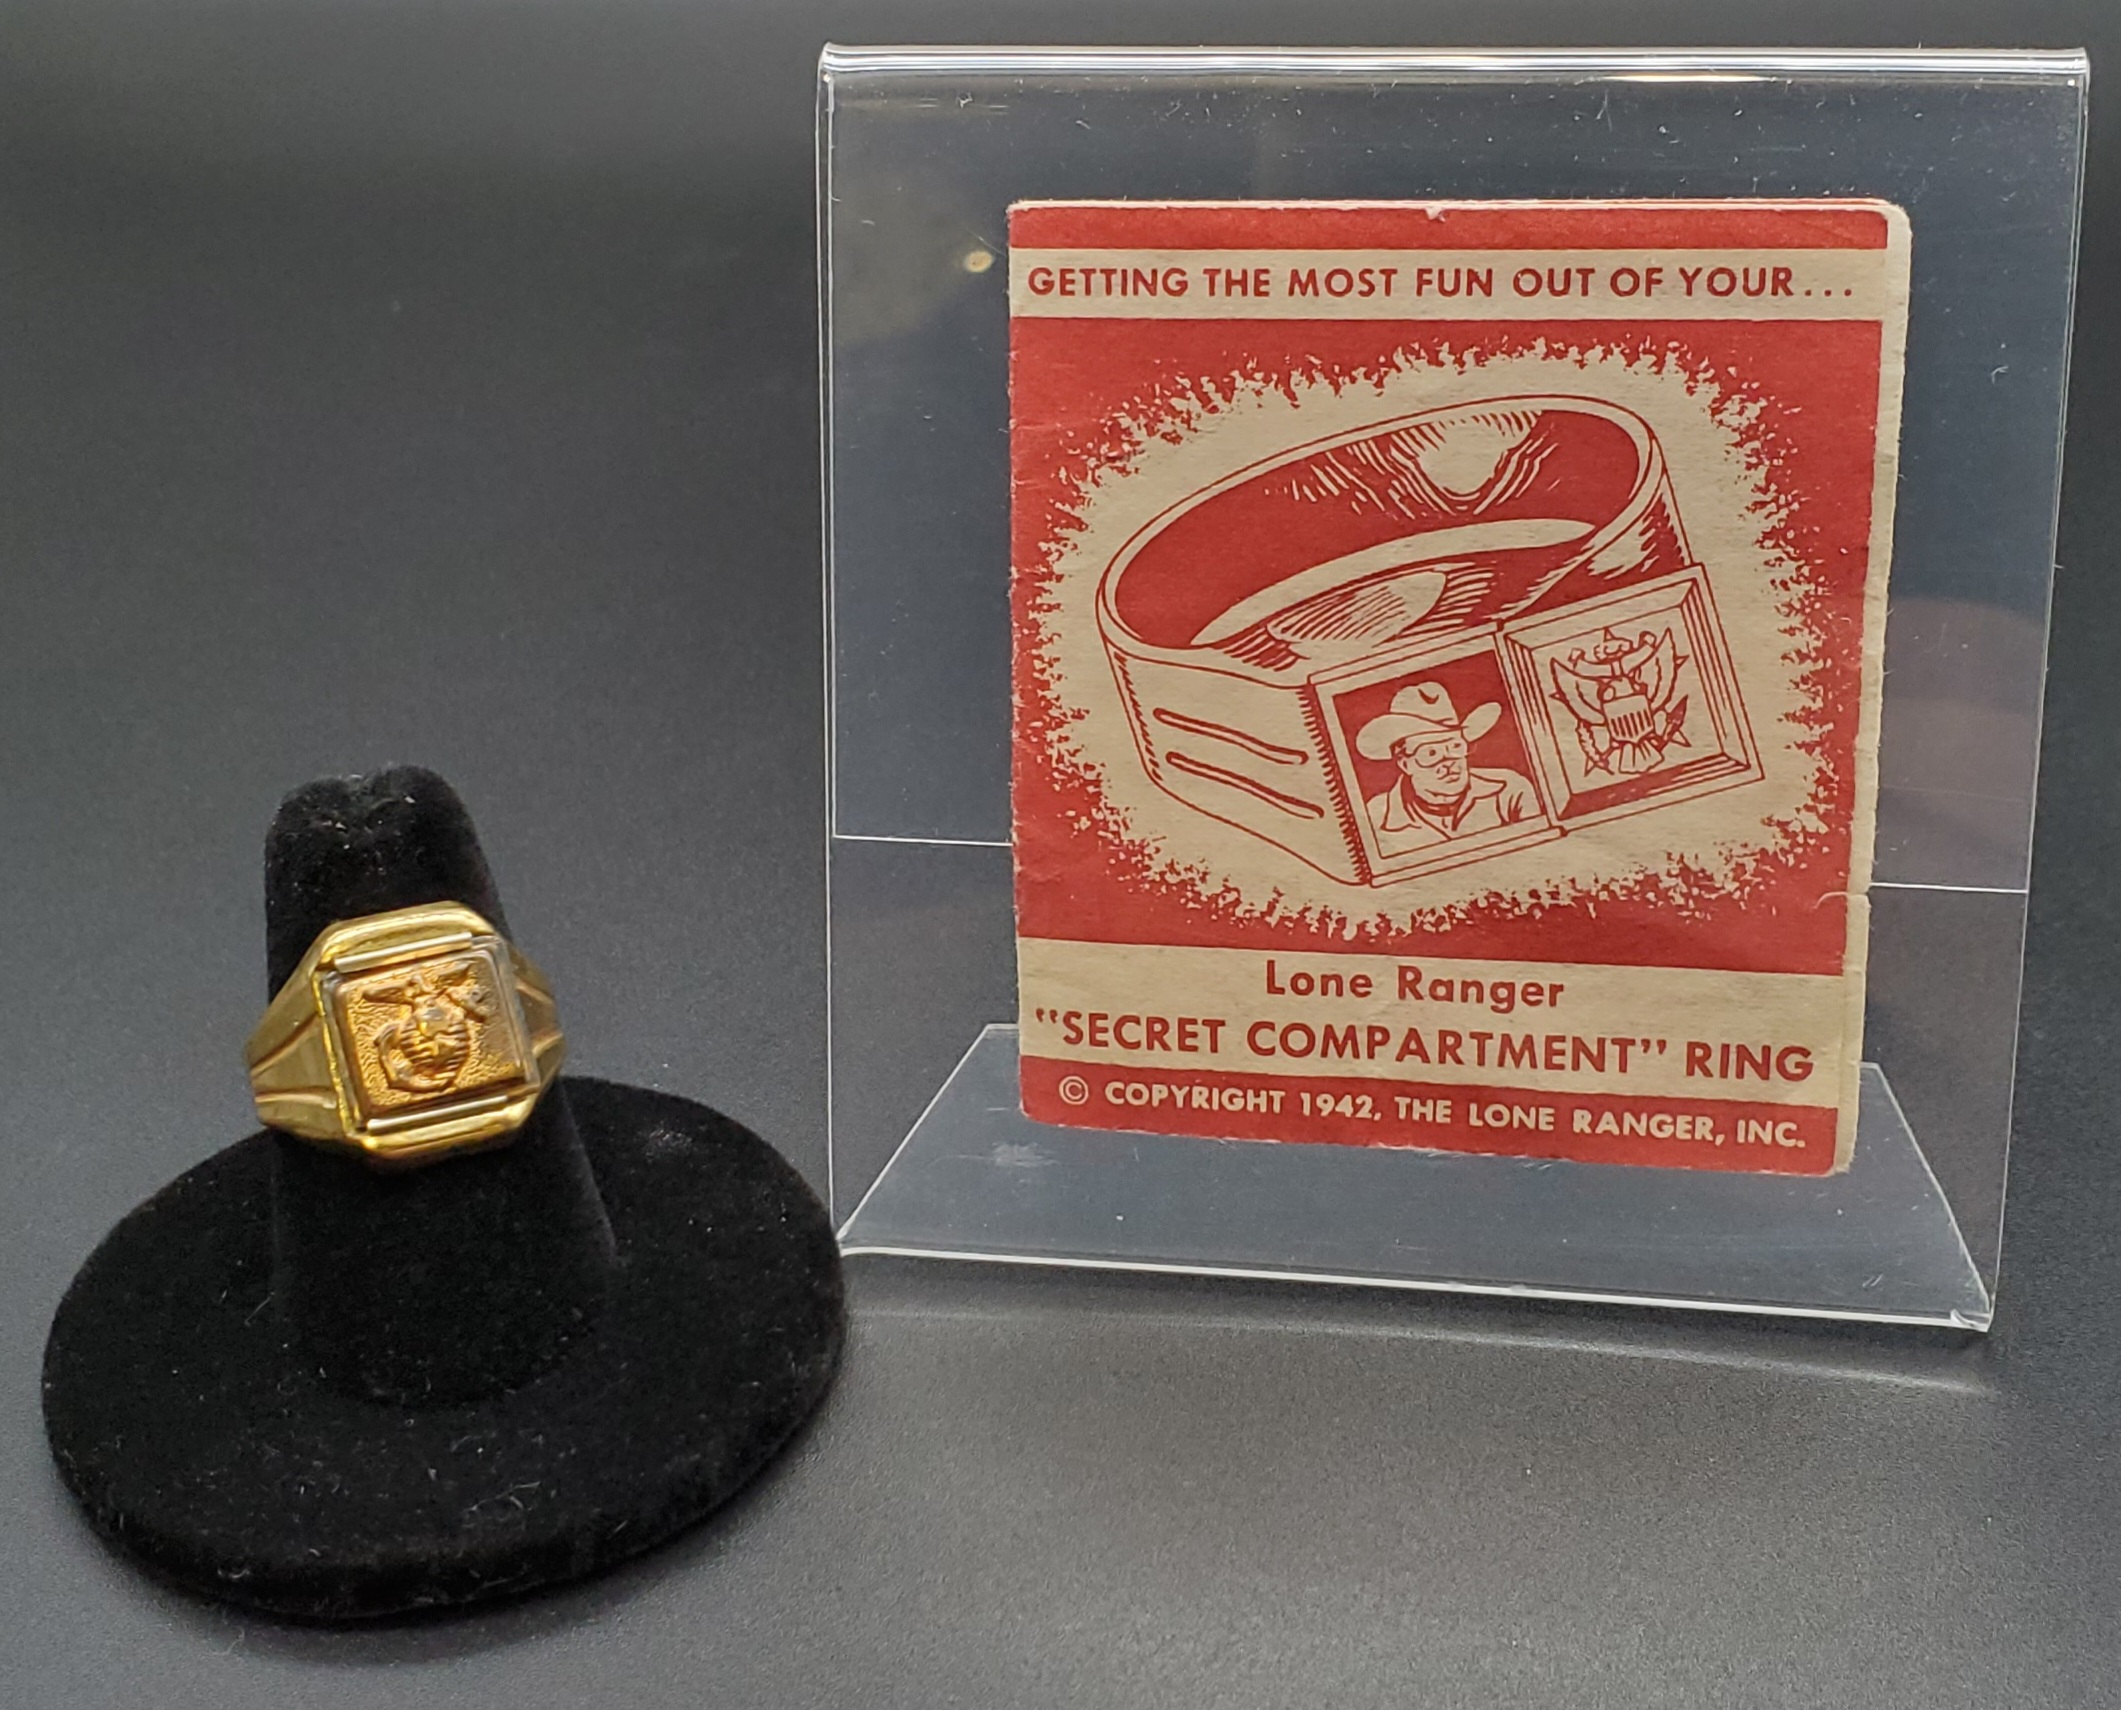 GETTING THE MOST FUN OUT OF YOUR...
Lone Ranger
"SECRET COMPARTMENT" RING
© COPYRIGHT 1942, THE LONE RANGER, INC.